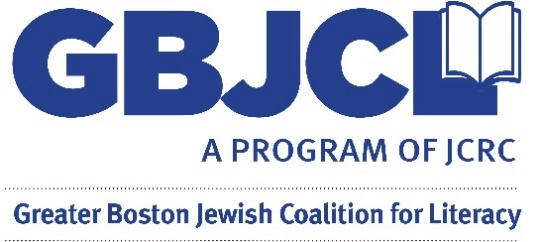 GBJCL
A PROGRAM OF JCRC
Greater Boston Jewish Coalition for Literacy